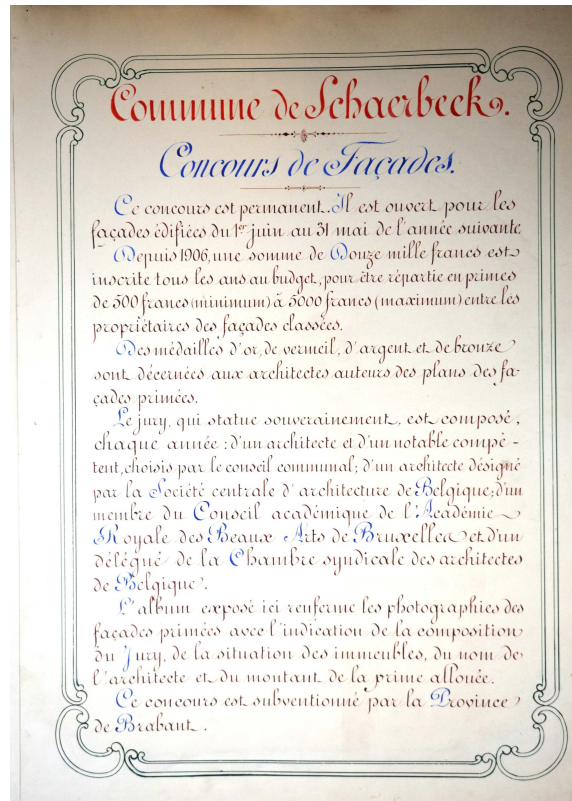 Commune de Schaerbeek.
Concours de Façades.
Ce concours est permanent. Il est ouvert pour les
façades édifiées du 1er juin au 31 mai de l'année suivante
Depuis 1906, une somme de Douze mille francs est
inscrite tous les ans au budget, pour être répartie en primes
de 500 francs (minimum) à 5000 francs (maximum) entre les
propriétaires des façades classées.
Des médailles d'or, de vermeil, d'argent et de bronze
sont décernées aux architectes auteurs des plans des fa-
çades primées.
Le jury, qui statue souverainement, est composé,
chaque année : d'un architecte et d'un notable compé-
tent, choisis par le conseil communal; d'un architecte désigné
par la Société centrale d'architecture de Belgique; d'un
membre du Conseil académique de l'Académie
Royale des Beaux Arts de Bruxelles et d'un
délégué de la Chambre syndicale des architectes
de Belgique.
L'album exposé ici renferme les photographies des
façades primées avec l'indication de la composition
du Jury, de la situation des immeubles, du nom de
l'architecte et du montant de la prime allouée.
Ce concours est subventionné par la Province
de Brabant.